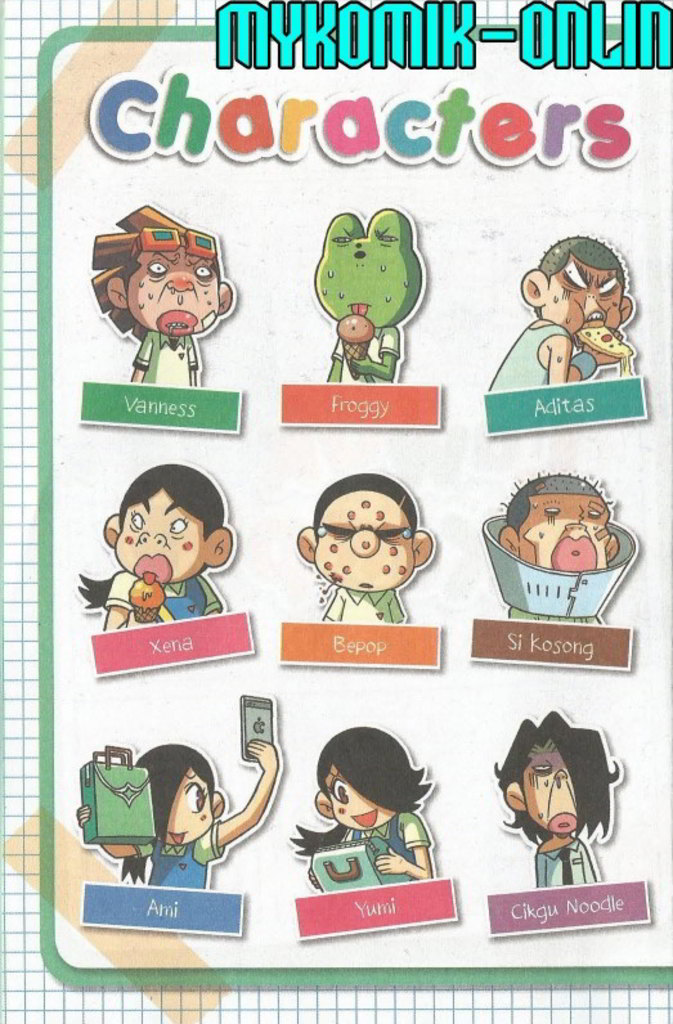 MYKOMIK-ONLIN
Characters
Vanness
Froggy
Aditas
Xena
Bepop
Si Kosong
Ami
Yumi
Cikgu Noodle